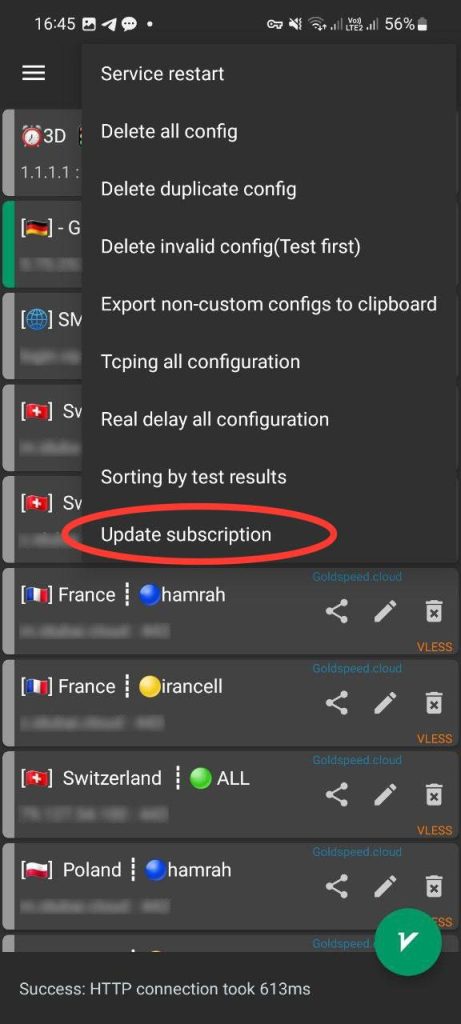 16:45
Vo))
LTE2
56%
Service restart
Delete all config
Delete duplicate config
Delete invalid config(Test first)
Export non-custom configs to clipboard
Tcping all configuration
Real delay all configuration
Sorting by test results
Update subscription
3D
1.1.1.1 :
[🇩🇪] - G
[🌐] SM
[🇨🇭] Sw
[🇨🇭] Sw
Goldspeed.cloud
[🇫🇷] France ┋ 🔵hamrah
VLESS
Goldspeed.cloud
[🇫🇷] France ┋ 🟡irancell
VLESS
Goldspeed.cloud
[🇨🇭] Switzerland ┋ 🟢 ALL
VLESS
Goldspeed.cloud
[🇵🇱] Poland ┋ 🔵hamrah
ESS
Goldspeed.c
Success: HTTP connection took 613ms